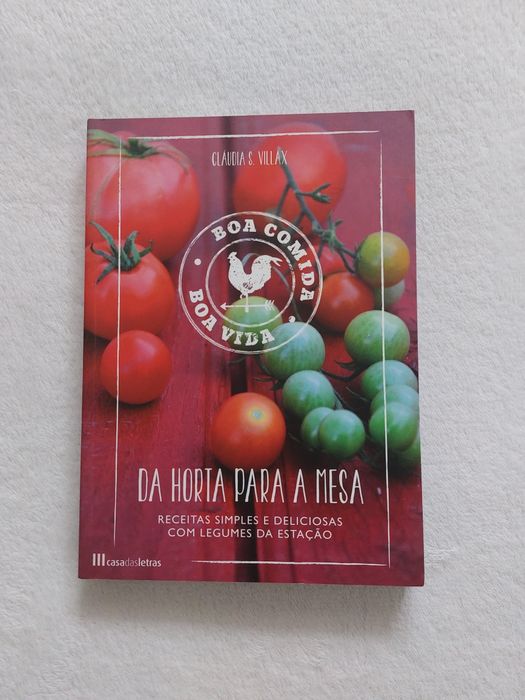 CLÁUDIA S. VILLAX
BOA COMIDA
BOA VIDA
DA HORTA PARA A MESA
RECEITAS SIMPLES E DELICIOSAS
COM LEGUMES DA ESTAÇÃO
casadasletras